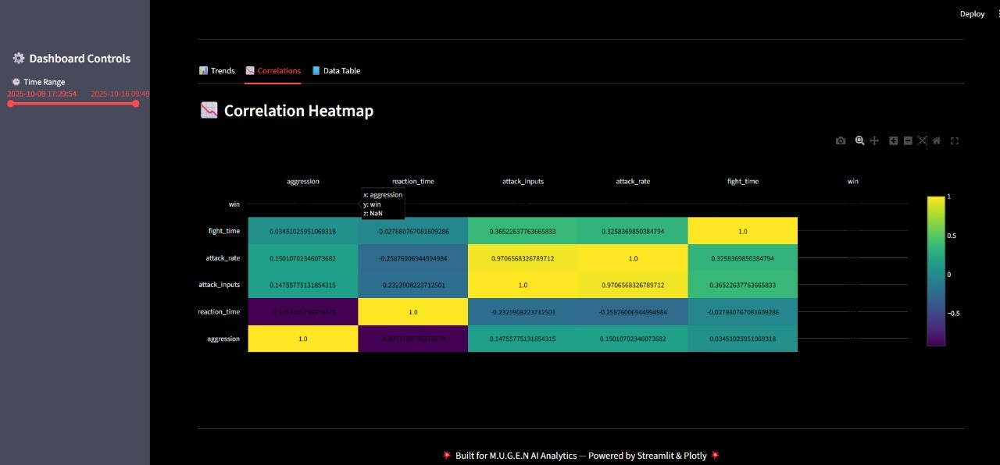 Deploy
Dashboard Controls
Time Range
2025-10-09 17:29:54 2025-10-16 09:49
Trends Correlations Data Table
Correlation Heatmap
aggression reaction_time attack_inputs attack_rate fight_time win
x: aggression
y: win
z: NaN
win
fight_time 0.03451025951069318 -0.027880767081609286 0.36522637763665833 0.3258369850384794 1.0
attack_rate 0.15010702346073682 -0.25876006944994984 0.9706568326789712 1.0 0.3258369850384794
attack_inputs 0.14755775131854315 -0.2323908223712501 1.0 0.9706568326789712 0.36522637763665833
reaction_time 1.0 -0.2323908223712501 -0.25876006944994984 -0.027880767081609286
aggression 1.0 0.14755775131854315 0.15010702346073682 0.03451025951069318
1
0.5
0
−0.5
Built for M.U.G.E.N AI Analytics — Powered by Streamlit & Plotly